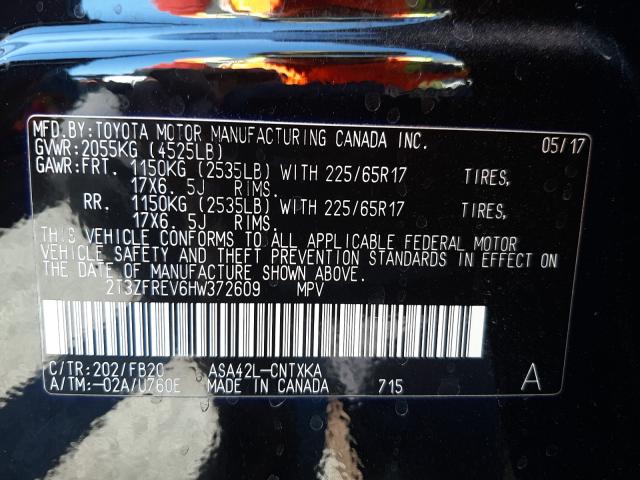 MFD.BY:TOYOTA MOTOR MANUFACTURING CANADA INC. 05/17
GVWR:2055KG (4525LB)
GAWR:FRT. 1150KG (2535LB) WITH 225/65R17 TIRES,
17X6. 5J RIMS.
RR. 1150KG (2535LB) WITH 225/65R17 TIRES,
17X6. 5J RIMS.
THIS VEHICLE CONFORMS TO ALL APPLICABLE FEDERAL MOTOR
VEHICLE SAFETY AND THEFT PREVENTION STANDARDS IN EFFECT ON
THE DATE OF MANUFACTURE SHOWN ABOVE.
2T3ZFREV6HW372609 MPV
C/TR:202/FB20 ASA42L-CNTXKA
A/TM:-02A/U760E MADE IN CANADA 715 A